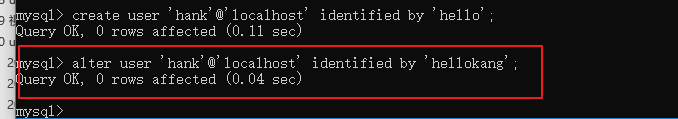 mysql> create user 'hank'@'localhost' identified by 'hello';
Query OK, 0 rows affected (0.11 sec)
mysql> alter user 'hank'@'localhost' identified by 'hellokang';
Query OK, 0 rows affected (0.04 sec)
mysql>